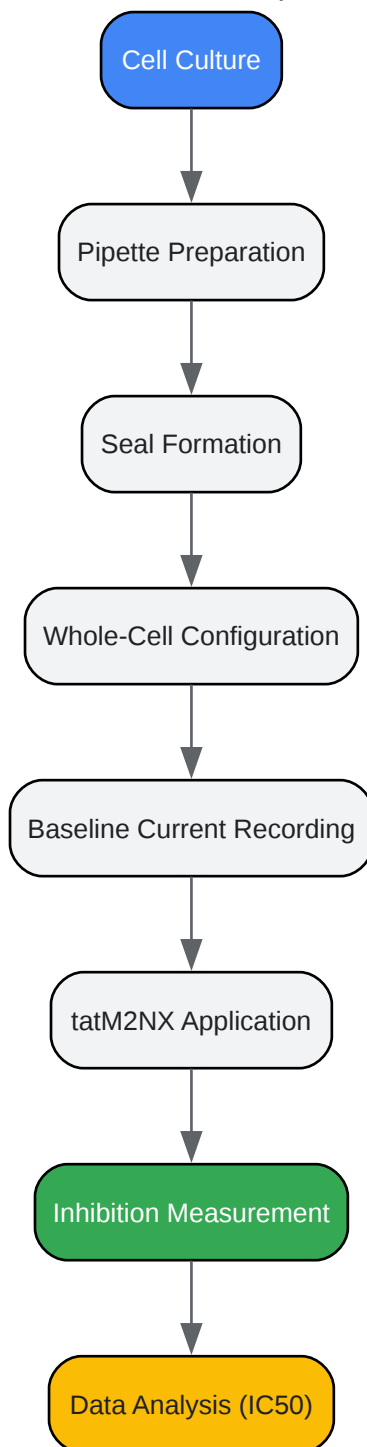 Cell Culture
Pipette Preparation
Seal Formation
Whole-Cell Configuration
Baseline Current Recording
tatM2NX Application
Inhibition Measurement
Data Analysis (IC50)